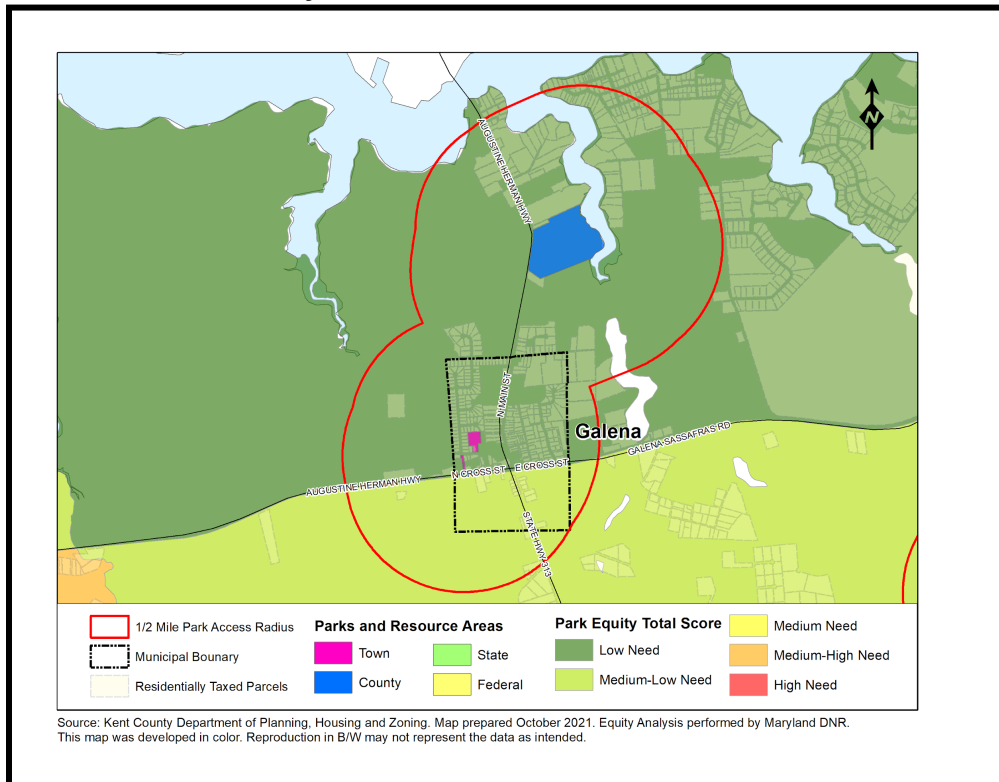 AUGUSTINE HERMAN HWY
N
N MAIN ST
Galena
GALENA SASSAFRAS RD
N CROSS ST
E CROSS ST
AUGUSTINE HERMAN HWY
STATE HWY 313
1/2 Mile Park Access Radius
Municipal Bounary
Residentially Taxed Parcels
Parks and Resource Areas
Town
County
State
Federal
Park Equity Total Score
Low Need
Medium-Low Need
Medium Need
Medium-High Need
High Need
Source: Kent County Department of Planning, Housing and Zoning. Map prepared October 2021. Equity Analysis performed by Maryland DNR.
This map was developed in color. Reproduction in B/W may not represent the data as intended.